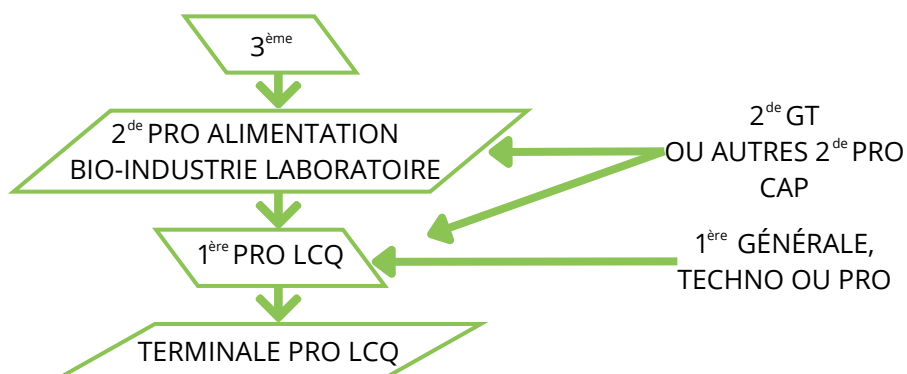 3ème
2de PRO ALIMENTATION
BIO-INDUSTRIE LABORATOIRE
2de GT
OU AUTRES 2de PRO
CAP
1ère PRO LCQ
1ère GÉNÉRALE,
TECHNO OU PRO
TERMINALE PRO LCQ